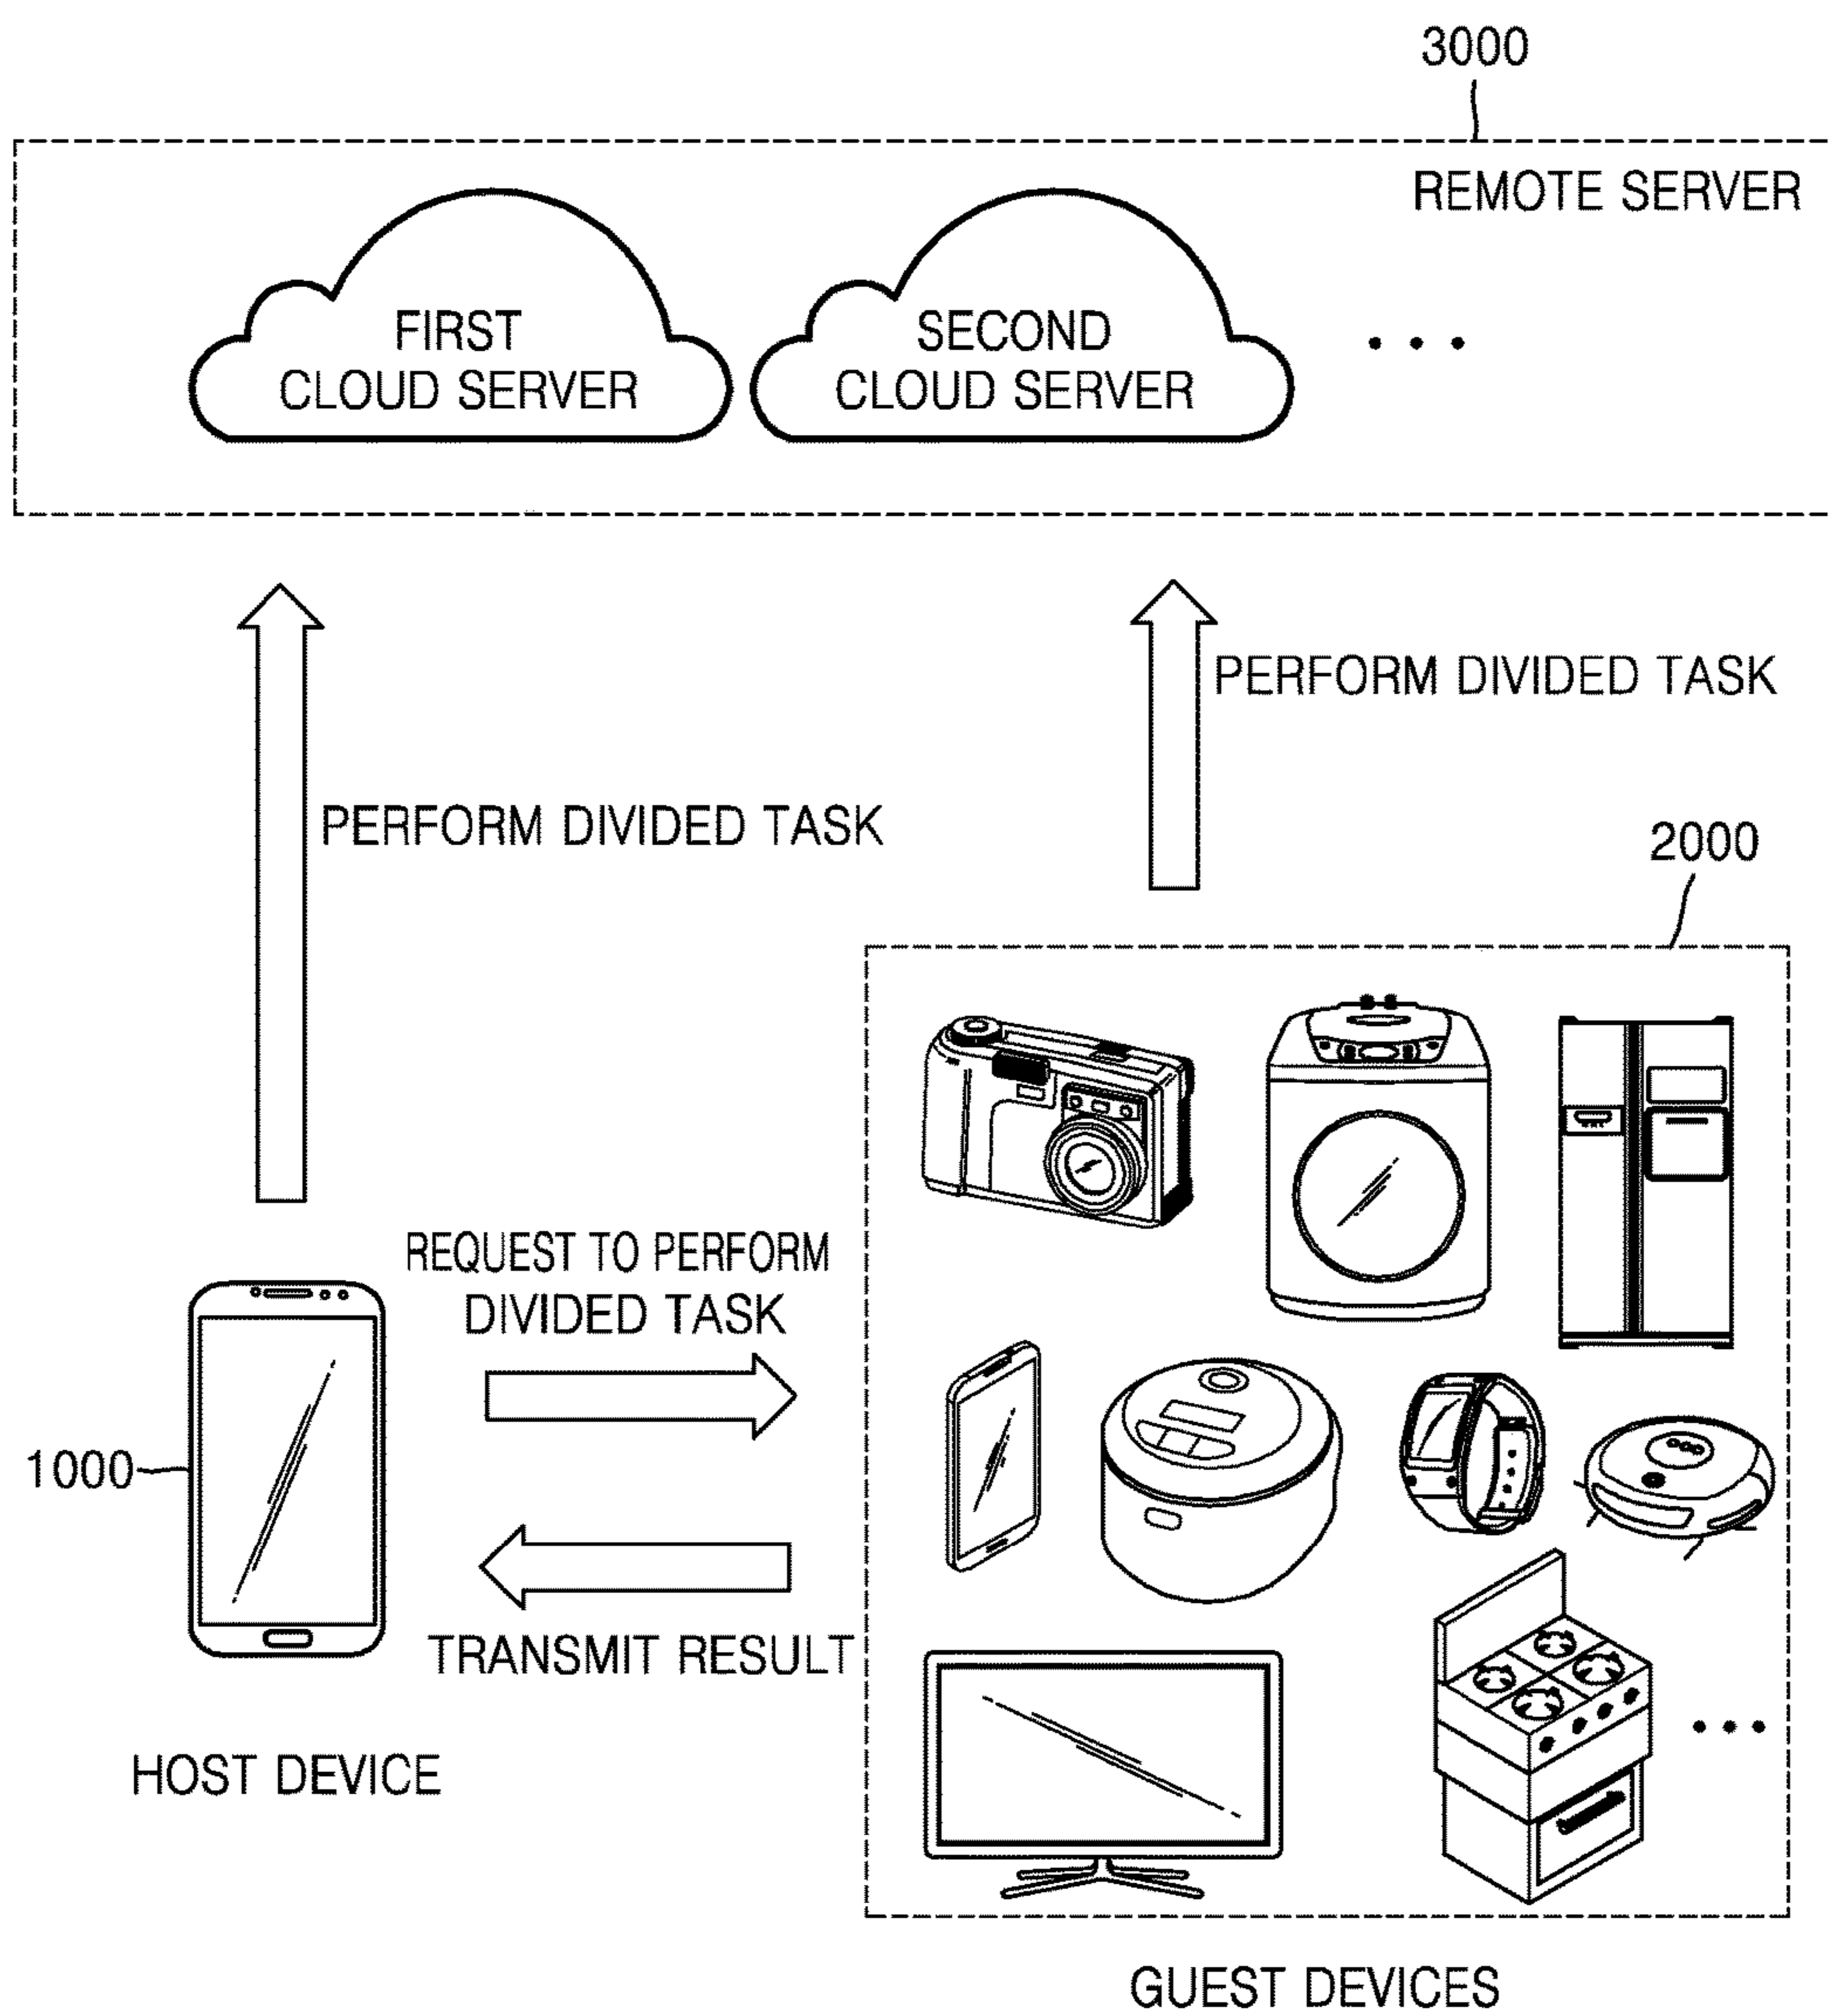 3000
REMOTE SERVER
FIRST
CLOUD SERVER
SECOND
CLOUD SERVER
PERFORM DIVIDED TASK
PERFORM DIVIDED TASK
2000
REQUEST TO PERFORM
DIVIDED TASK
1000
TRANSMIT RESULT
HOST DEVICE
GUEST DEVICES